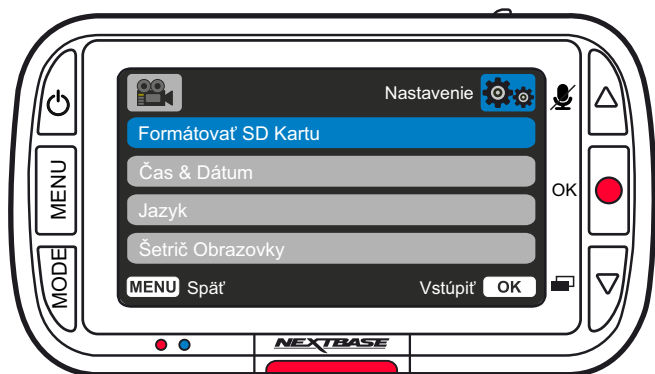 Nastavenie
Formátovať SD Kartu
Čas & Dátum
Jazyk
Šetrič Obrazovky
MENU Späť
Vstúpiť OK
MENU
MODE
OK
NEXTBASE